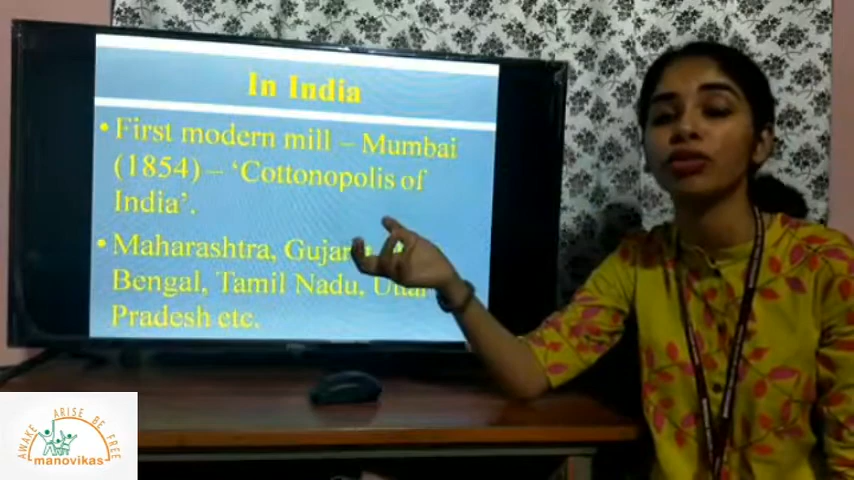 In India
• First modern mill – Mumbai
(1854) – ‘Cottonopolis of
India’.
• Maharashtra, Gujarat
Bengal, Tamil Nadu, Uttar
Pradesh etc.
AWAKE ARISE BE FREE
manovikas